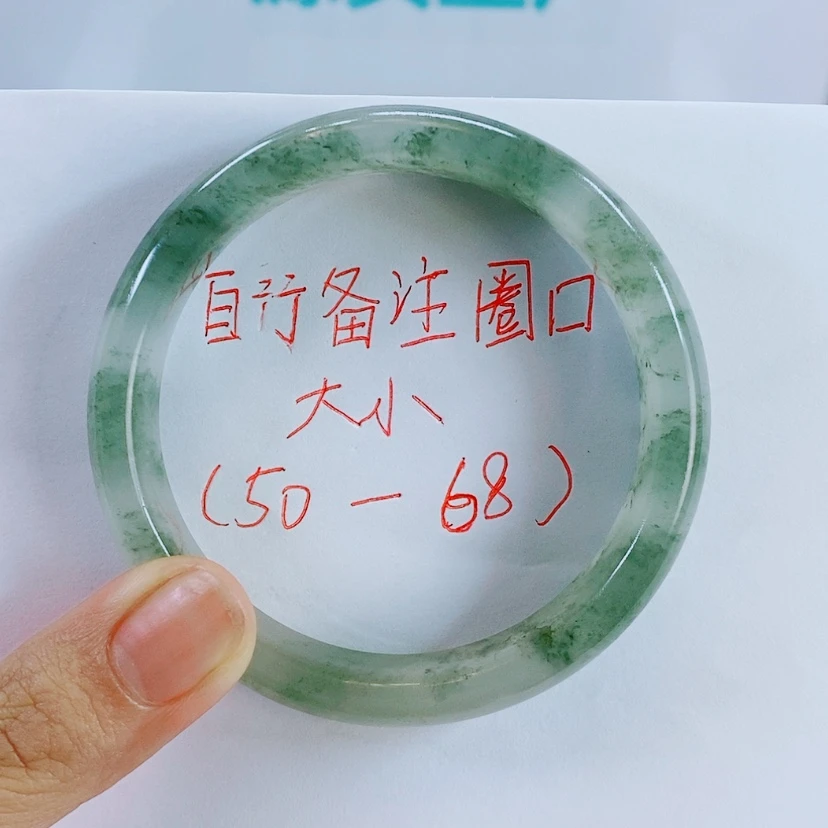 自行备注圈口
大小
(50 - 68)